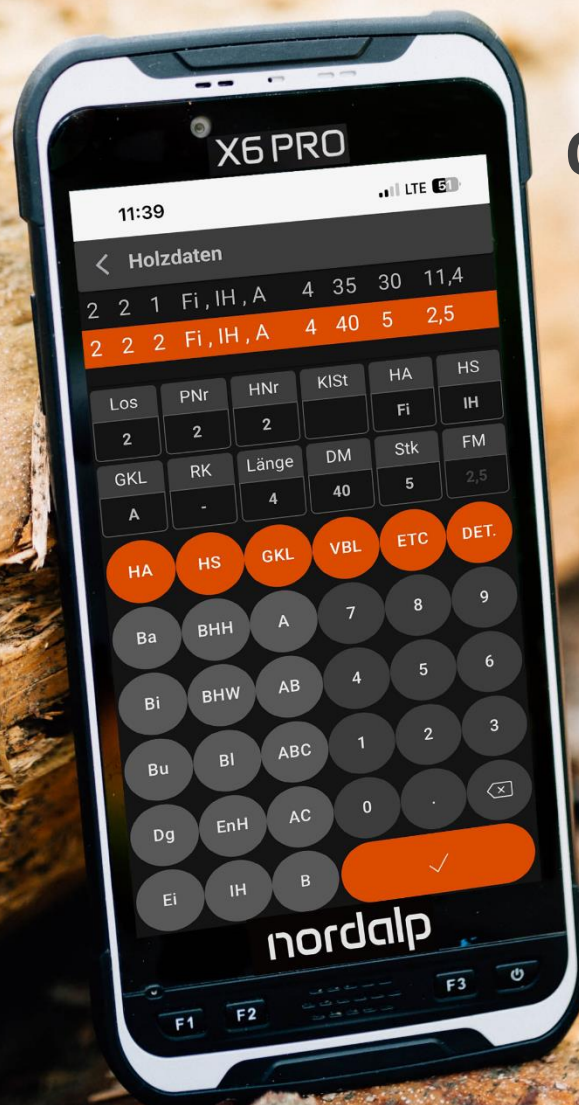 X6 PRO
11:39 LTE 51
Holzdaten
2 2 1 Fi , IH , A 4 35 30 11,4
2 2 2 Fi , IH , A 4 40 5 2,5
Los PNr HNr KlSt HA HS
2 2 2 Fi IH
GKL RK Länge DM Stk FM
A - 4 40 5 2,5
HA HS GKL VBL ETC DET.
Ba BHH A 7 8 9
Bi BHW AB 4 5 6
Bu Bl ABC 1 2 3
Dg EnH AC 0 .
Ei IH B
nordalp
F1 F2 F3